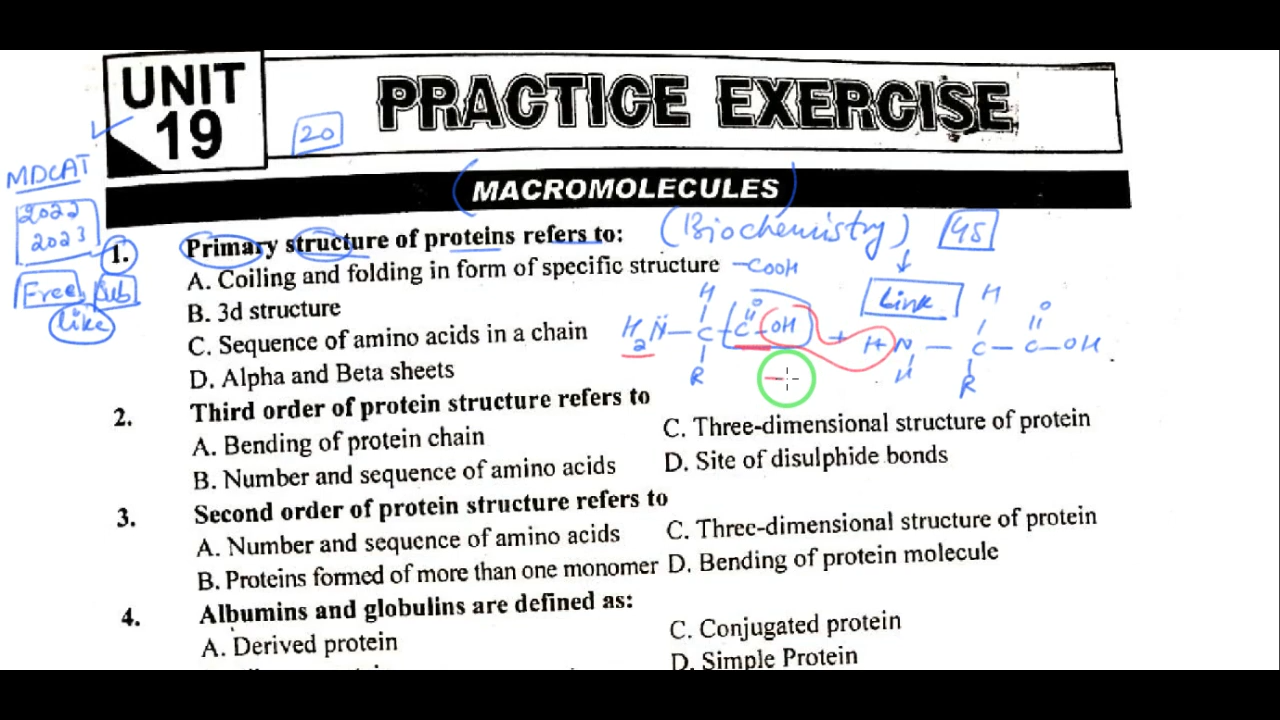 UNIT
19
PRACTICE EXERCISE
20
MDCAT
2022
2023
Free Sub
like
MACROMOLECULES
(Biochemistry) 45
Link
1. Primary structure of proteins refers to:
A. Coiling and folding in form of specific structure
-COOH
B. 3d structure
C. Sequence of amino acids in a chain
D. Alpha and Beta sheets
H H O
H2N-C-C-OH + H-N-C-C-OH
R H R
2. Third order of protein structure refers to
A. Bending of protein chain
C. Three-dimensional structure of protein
B. Number and sequence of amino acids
D. Site of disulphide bonds
3. Second order of protein structure refers to
A. Number and sequence of amino acids
C. Three-dimensional structure of protein
B. Proteins formed of more than one monomer
D. Bending of protein molecule
4. Albumins and globulins are defined as:
A. Derived protein
C. Conjugated protein
D. Simple Protein